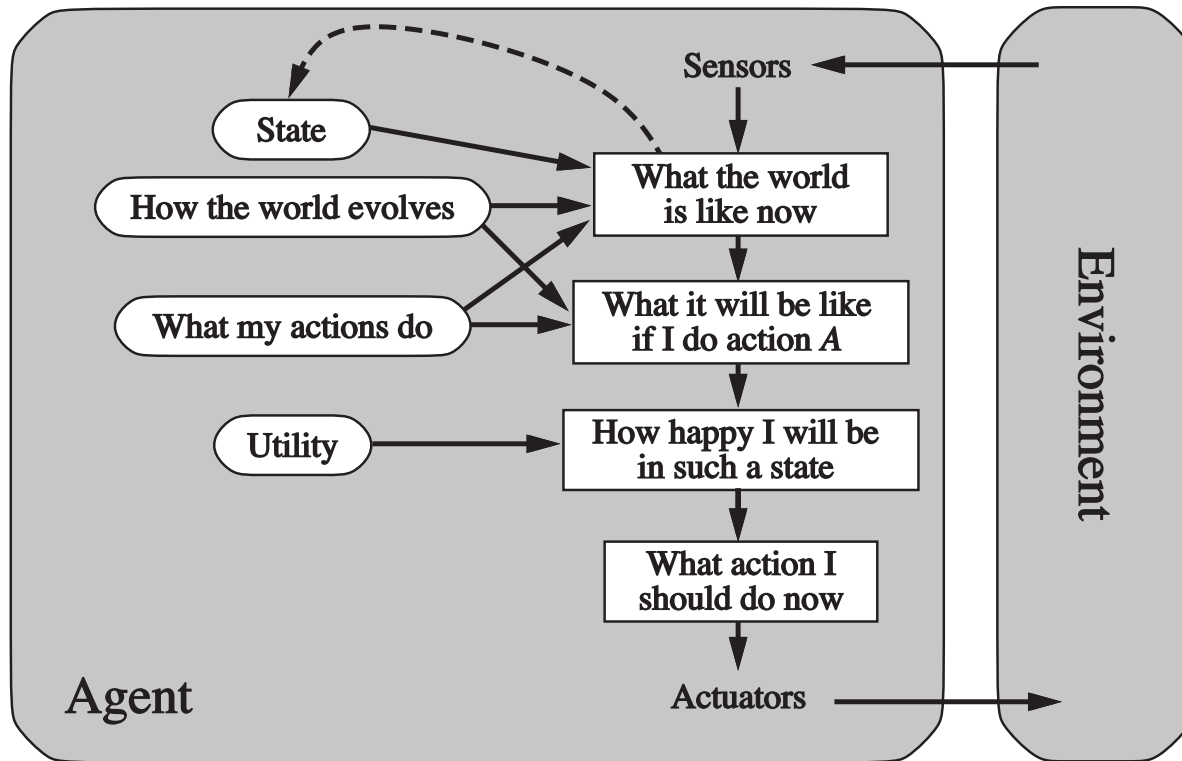 Sensors
State
What the world
is like now
How the world evolves
What it will be like
if I do action A
What my actions do
How happy I will be
in such a state
Utility
What action I
should do now
Agent
Actuators
Environment